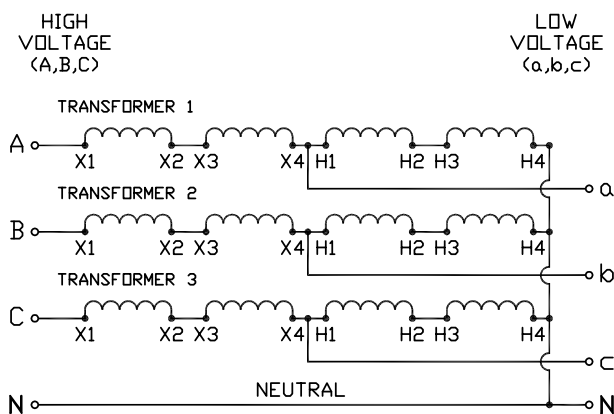 HIGH
VOLTAGE
(A,B,C)
LOW
VOLTAGE
(a,b,c)
TRANSFORMER 1
A X1 X2 X3 X4 H1 H2 H3 H4
a
TRANSFORMER 2
B X1 X2 X3 X4 H1 H2 H3 H4
b
TRANSFORMER 3
C X1 X2 X3 X4 H1 H2 H3 H4
c
N NEUTRAL N